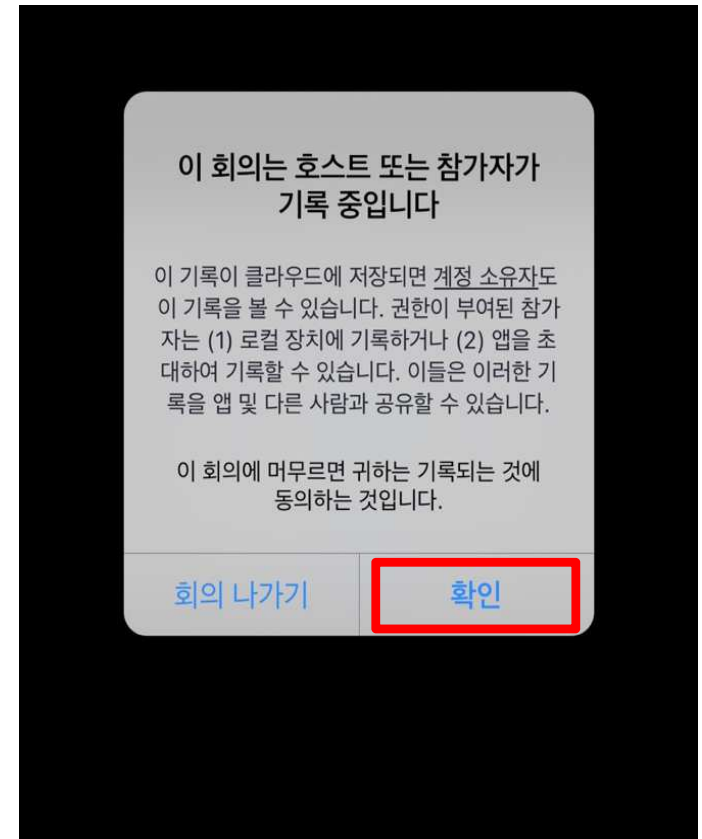 이 회의는 호스트 또는 참가자가
기록 중입니다
이 기록이 클라우드에 저장되면 계정 소유자도
이 기록을 볼 수 있습니다. 권한이 부여된 참가
자는 (1) 로컬 장치에 기록하거나 (2) 앱을 초
대하여 기록할 수 있습니다. 이들은 이러한 기
록을 앱 및 다른 사람과 공유할 수 있습니다.
이 회의에 머무르면 귀하는 기록되는 것에
동의하는 것입니다.
회의 나가기
확인